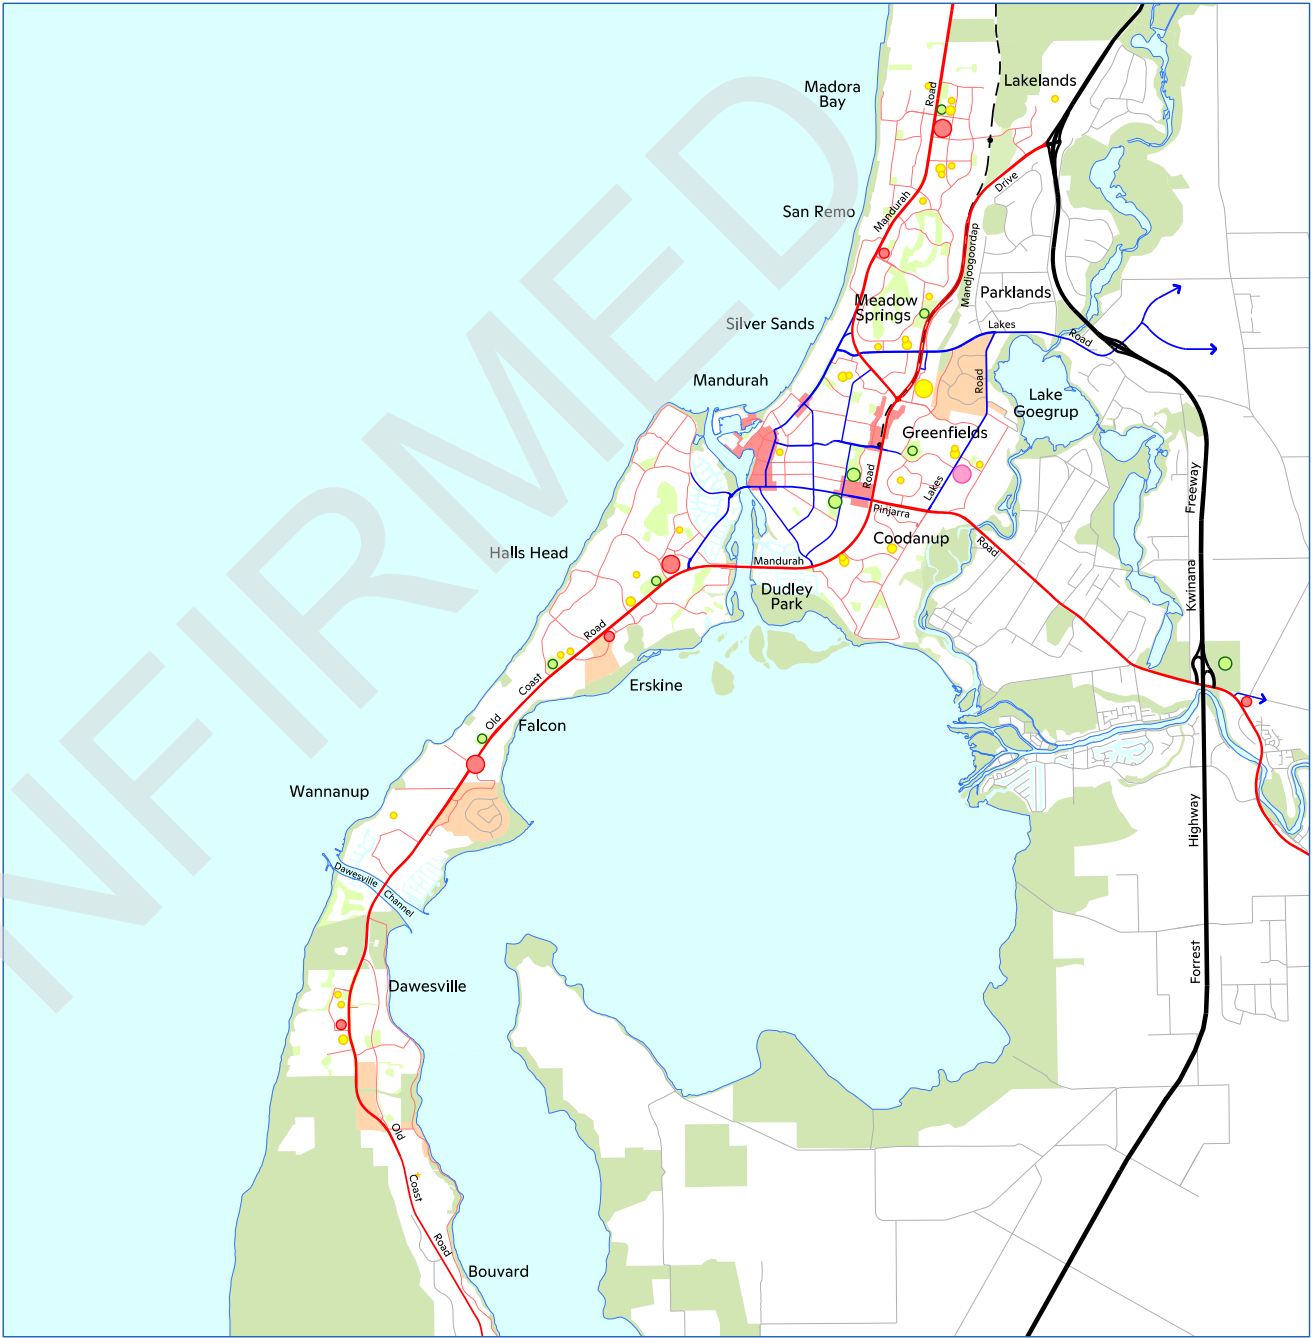 Madora
Bay
Road
Lakelands
Drive
San Remo
Mandurah
Mandjoogoordap
Parklands
Meadow
Springs
Silver Sands
Lakes
Road
Mandurah
Road
Lake
Goegrup
Greenfields
Road
Lakes
Freeway
Pinjarra
Coodanup
Road
Halls Head
Mandurah
Dudley
Park
Kwinana
Road
Coast
Erskine
Old
Falcon
Wannanup
Highway
Dawesville
Channel
Forrest
Dawesville
Old
Coast
Road
Bouvard
NFIRMED